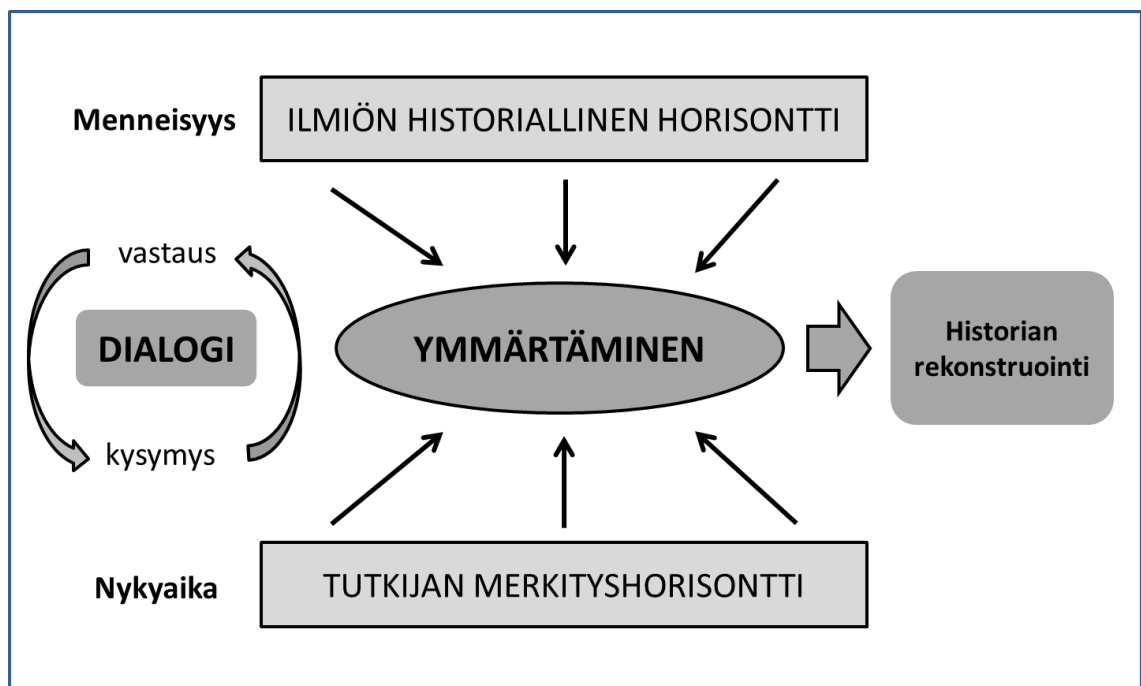 Menneisyys
ILMIÖN HISTORIALLINEN HORISONTTI
vastaus
DIALOGI
kysymys
YMMÄRTÄMINEN
Historian
rekonstruointi
Nykyaika
TUTKIJAN MERKITYSHORISONTTI